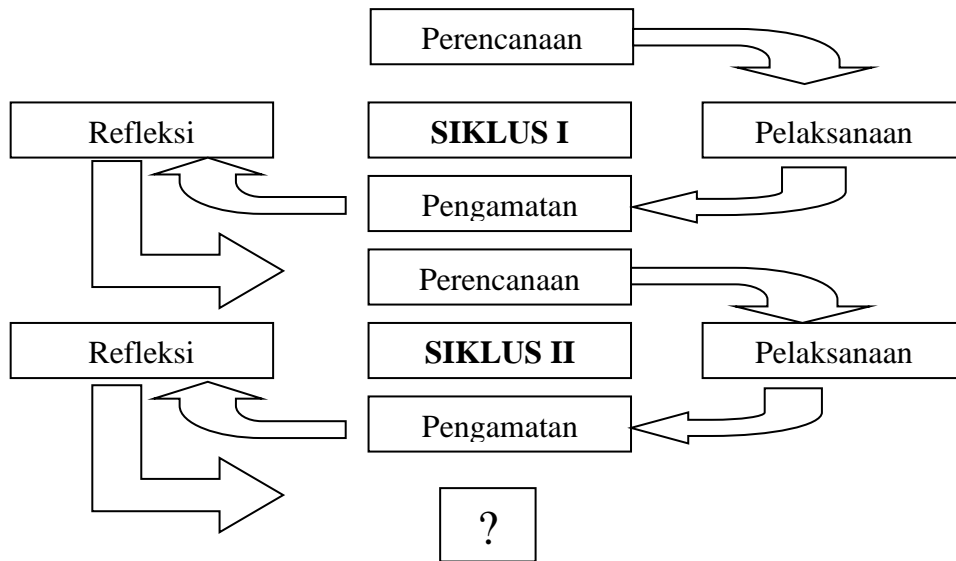 Perencanaan
Refleksi
SIKLUS I
Pelaksanaan
Pengamatan
Perencanaan
Refleksi
SIKLUS II
Pelaksanaan
Pengamatan
?